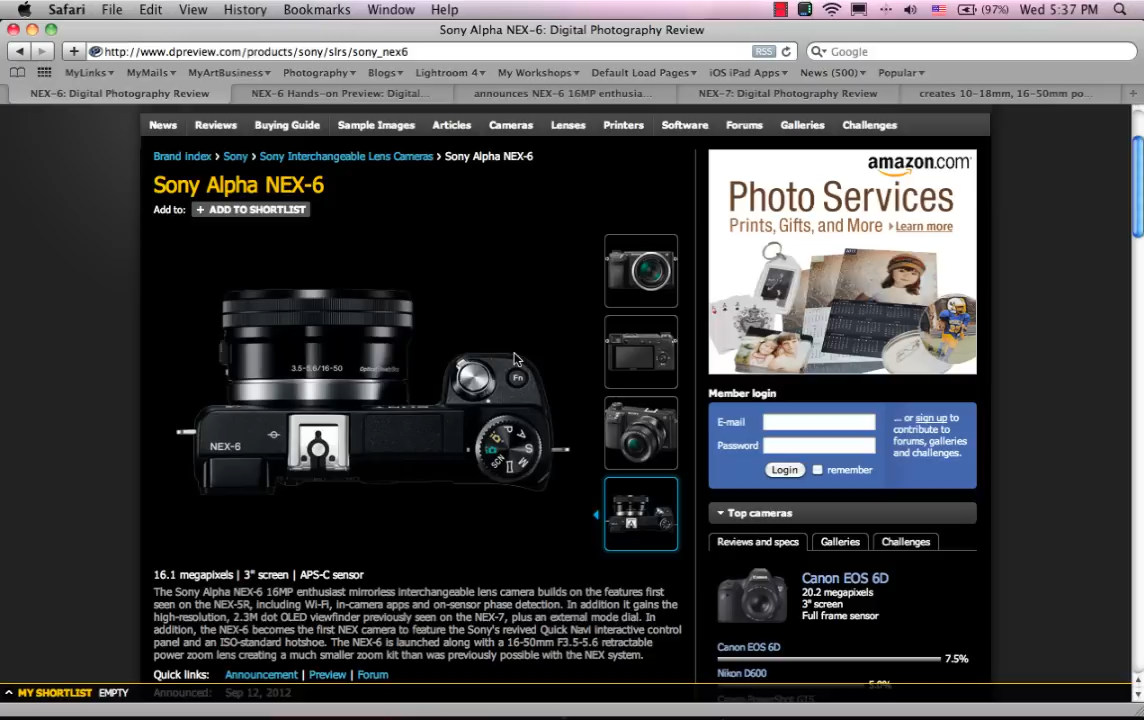 Safari File Edit View History Bookmarks Window Help (97%) Wed 5:37 PM
Sony Alpha NEX-6: Digital Photography Review
http://www.dpreview.com/products/sony/slrs/sony_nex6 RSS Google
MyLinks MyMails MyArtBusiness Photography Blogs Lightroom 4 My Workshops Default Load Pages iOS iPad Apps News (500) Popular
NEX-6: Digital Photography Review NEX-6 Hands-on Preview: Digital... announces NEX-6 16MP enthusia... NEX-7: Digital Photography Review creates 10-18mm, 16-50mm po...
News Reviews Buying Guide Sample Images Articles Cameras Lenses Printers Software Forums Galleries Challenges
Brand index › Sony › Sony Interchangeable Lens Cameras › Sony Alpha NEX-6
Sony Alpha NEX-6
Add to: + ADD TO SHORTLIST
3.5-5.6/16-50
Fn
SONY
NEX-6
P A S M SCN
16.1 megapixels | 3" screen | APS-C sensor
The Sony Alpha NEX-6 16MP enthusiast mirrorless interchangeable lens camera builds on the features first
seen on the NEX-5R, including Wi-Fi, in-camera apps and on-sensor phase detection. In addition it gains the
high-resolution, 2.3M dot OLED viewfinder previously seen on the NEX-7, plus an external mode dial. In
addition, the NEX-6 becomes the first NEX camera to feature the Sony's revived Quick Navi interactive control
panel and an ISO-standard hotshoe. The NEX-6 is launched along with a 16-50mm F3.5-5.6 retractable
power zoom lens creating a much smaller zoom kit than was previously possible with the NEX system.
Quick links: Announcement | Preview | Forum
Announced: Sep 12, 2012
amazon.com
Photo Services
Prints, Gifts, and More Learn more
Member login
E-mail
Password
Login remember
... or sign up to
contribute to
forums, galleries
and challenges.
Top cameras
Reviews and specs Galleries Challenges
Canon EOS 6D
20.2 megapixels
3" screen
Full frame sensor
Canon EOS 6D
7.5%
Nikon D600
5.0%
MY SHORTLIST EMPTY